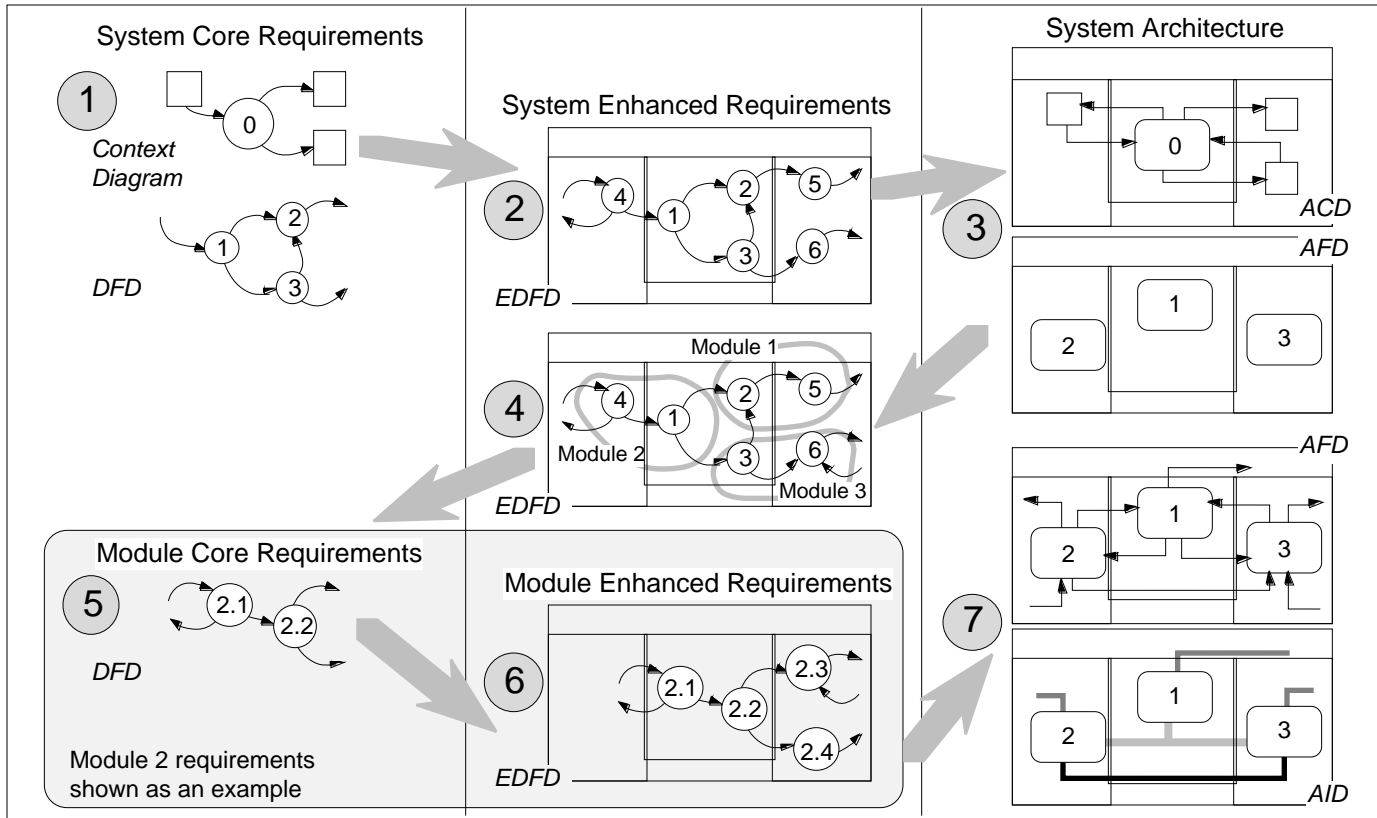 System Core Requirements
1
0
Context
Diagram
1
2
3
DFD
System Enhanced Requirements
2
4
1
2
3
5
6
EDFD
System Architecture
0
ACD
3
AFD
1
2
3
Module 1
4
4
1
2
3
5
6
Module 2
Module 3
EDFD
Module Core Requirements
5
2.1
2.2
DFD
Module 2 requirements
shown as an example
Module Enhanced Requirements
6
2.1
2.2
2.3
2.4
EDFD
AFD
1
2
3
7
1
2
3
AID